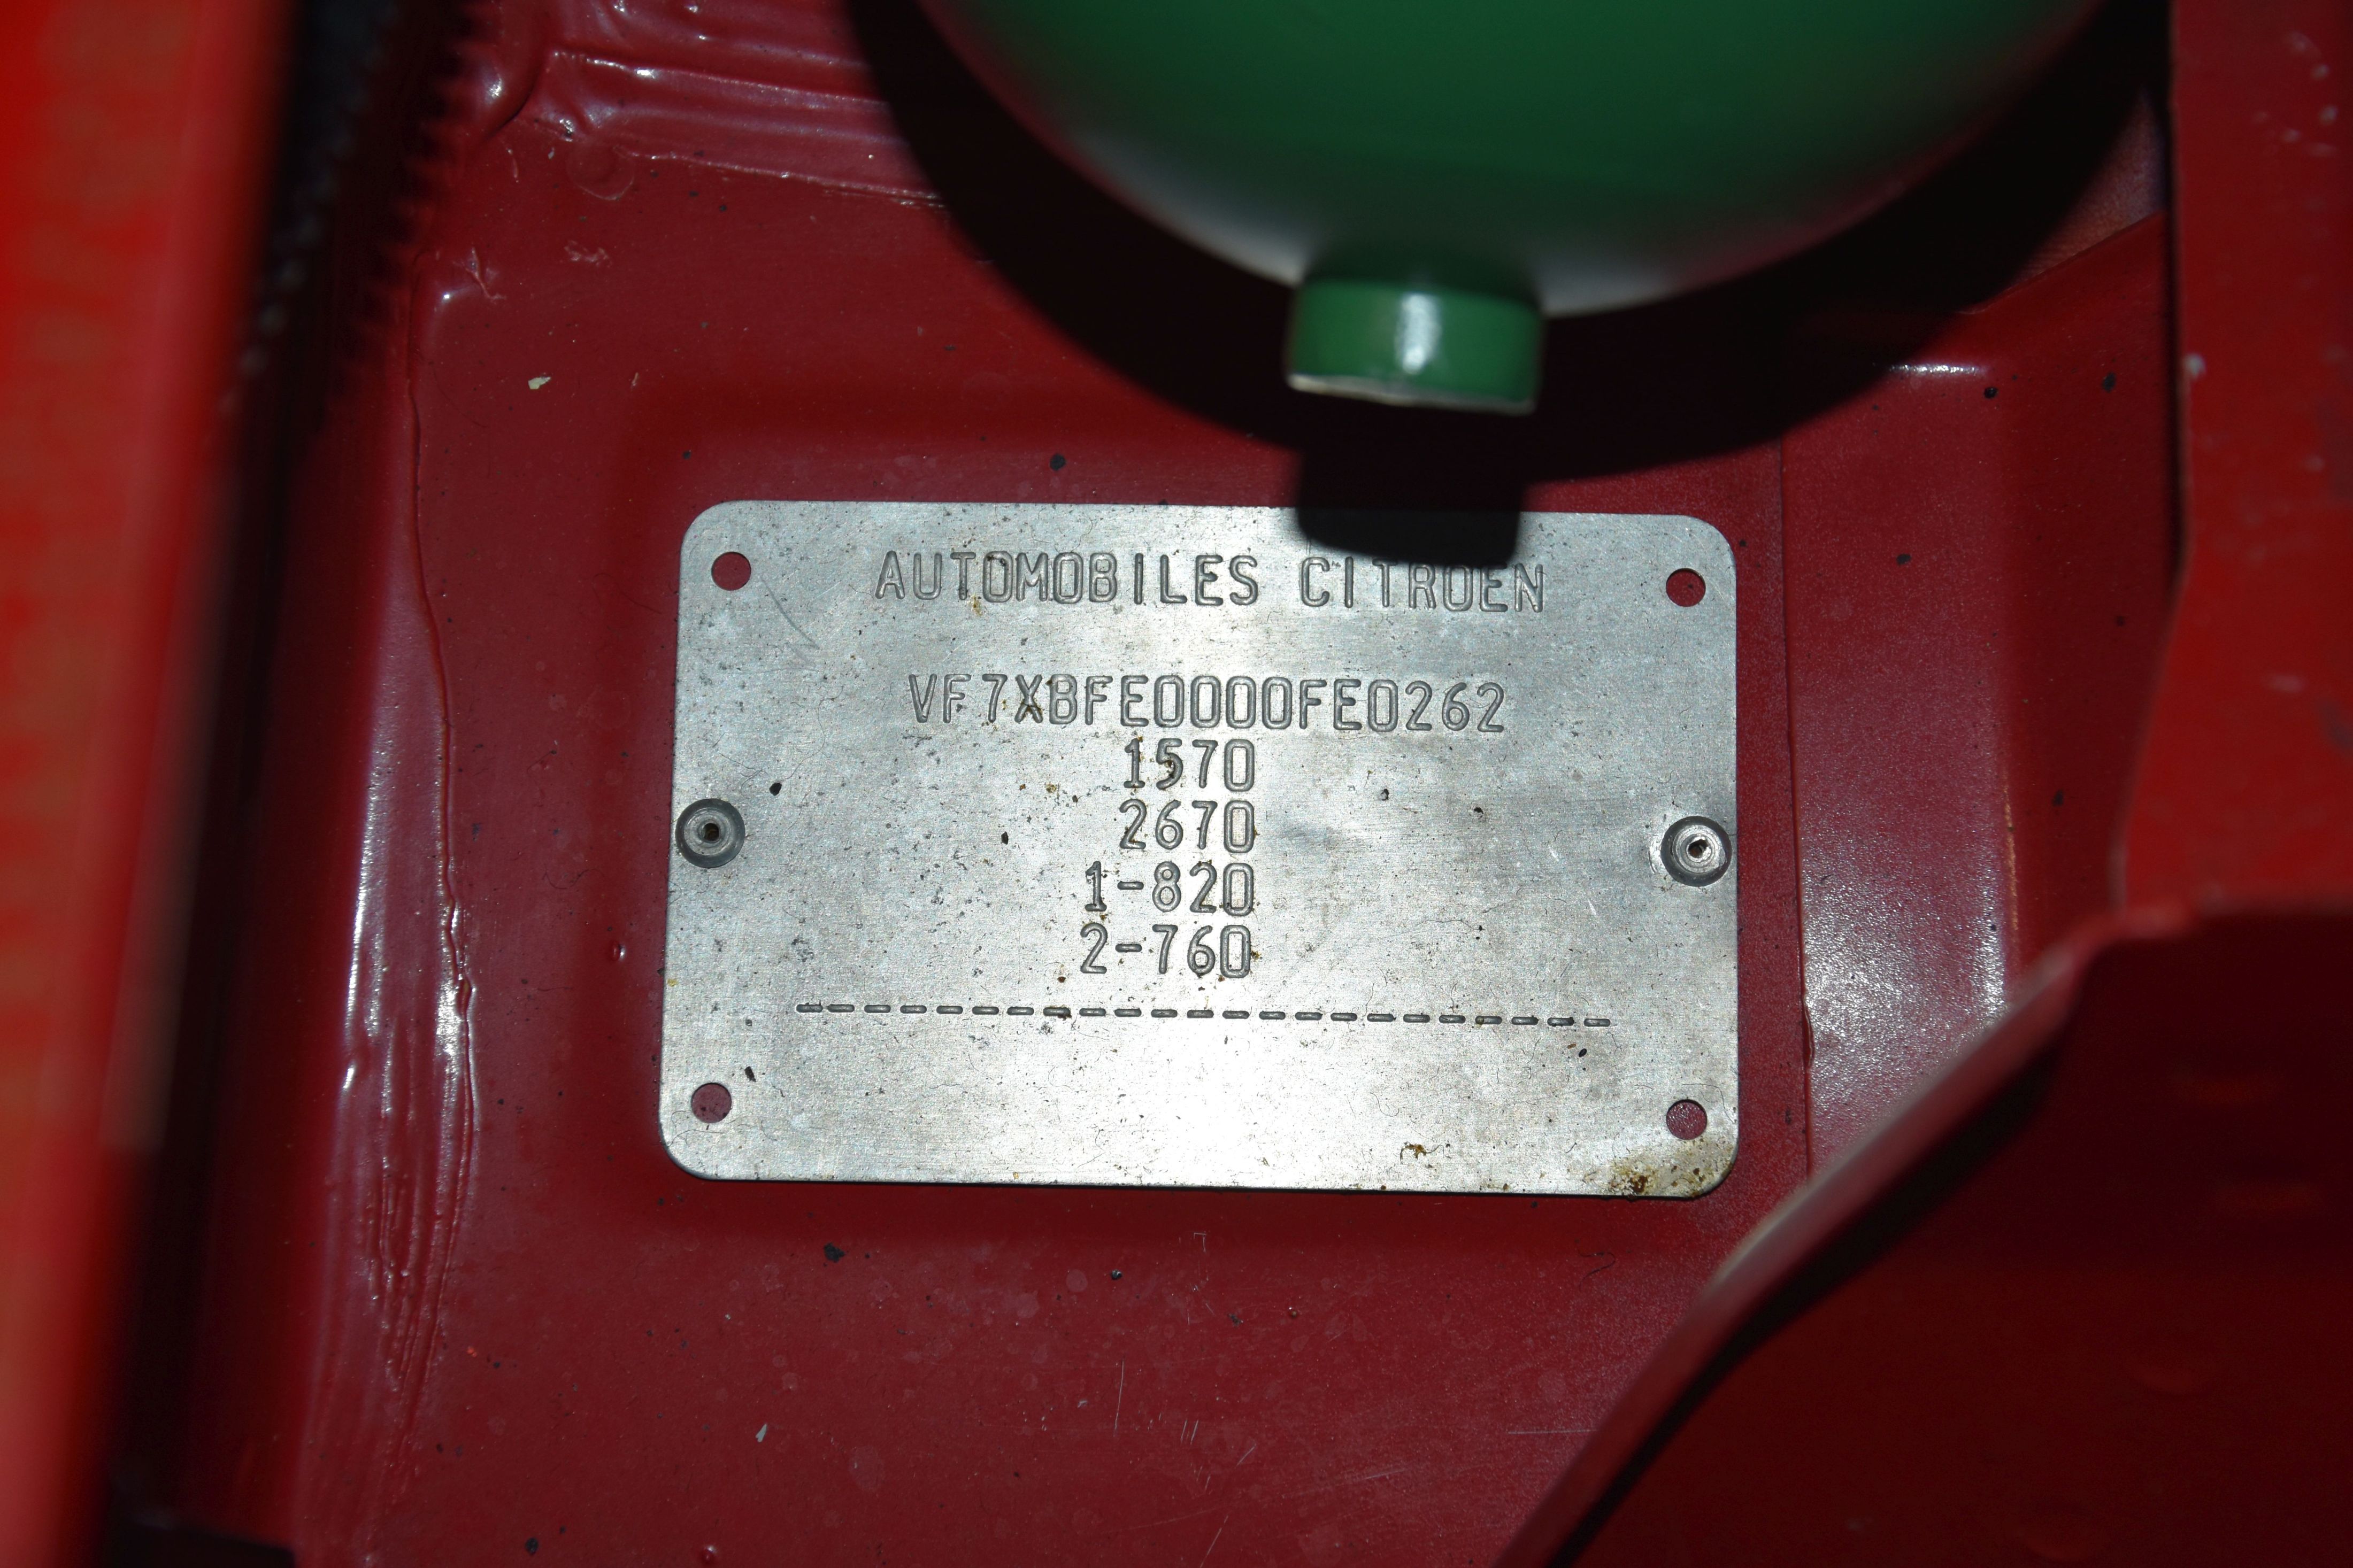 AUTOMOBILES CITROEN
VF7XBFE0000FE0262
1570
2670
1-820
2-760
-----------------------